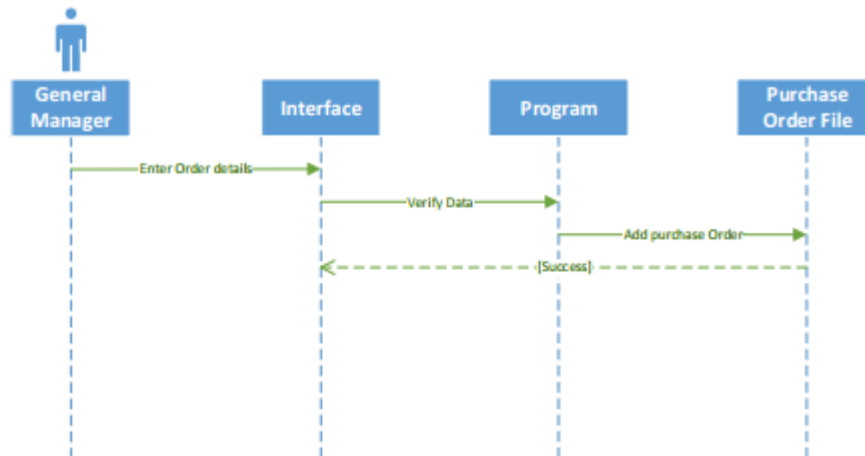 General
Manager
Interface
Program
Purchase
Order File
Enter Order details
Verify Data
Add purchase Order
[Success]